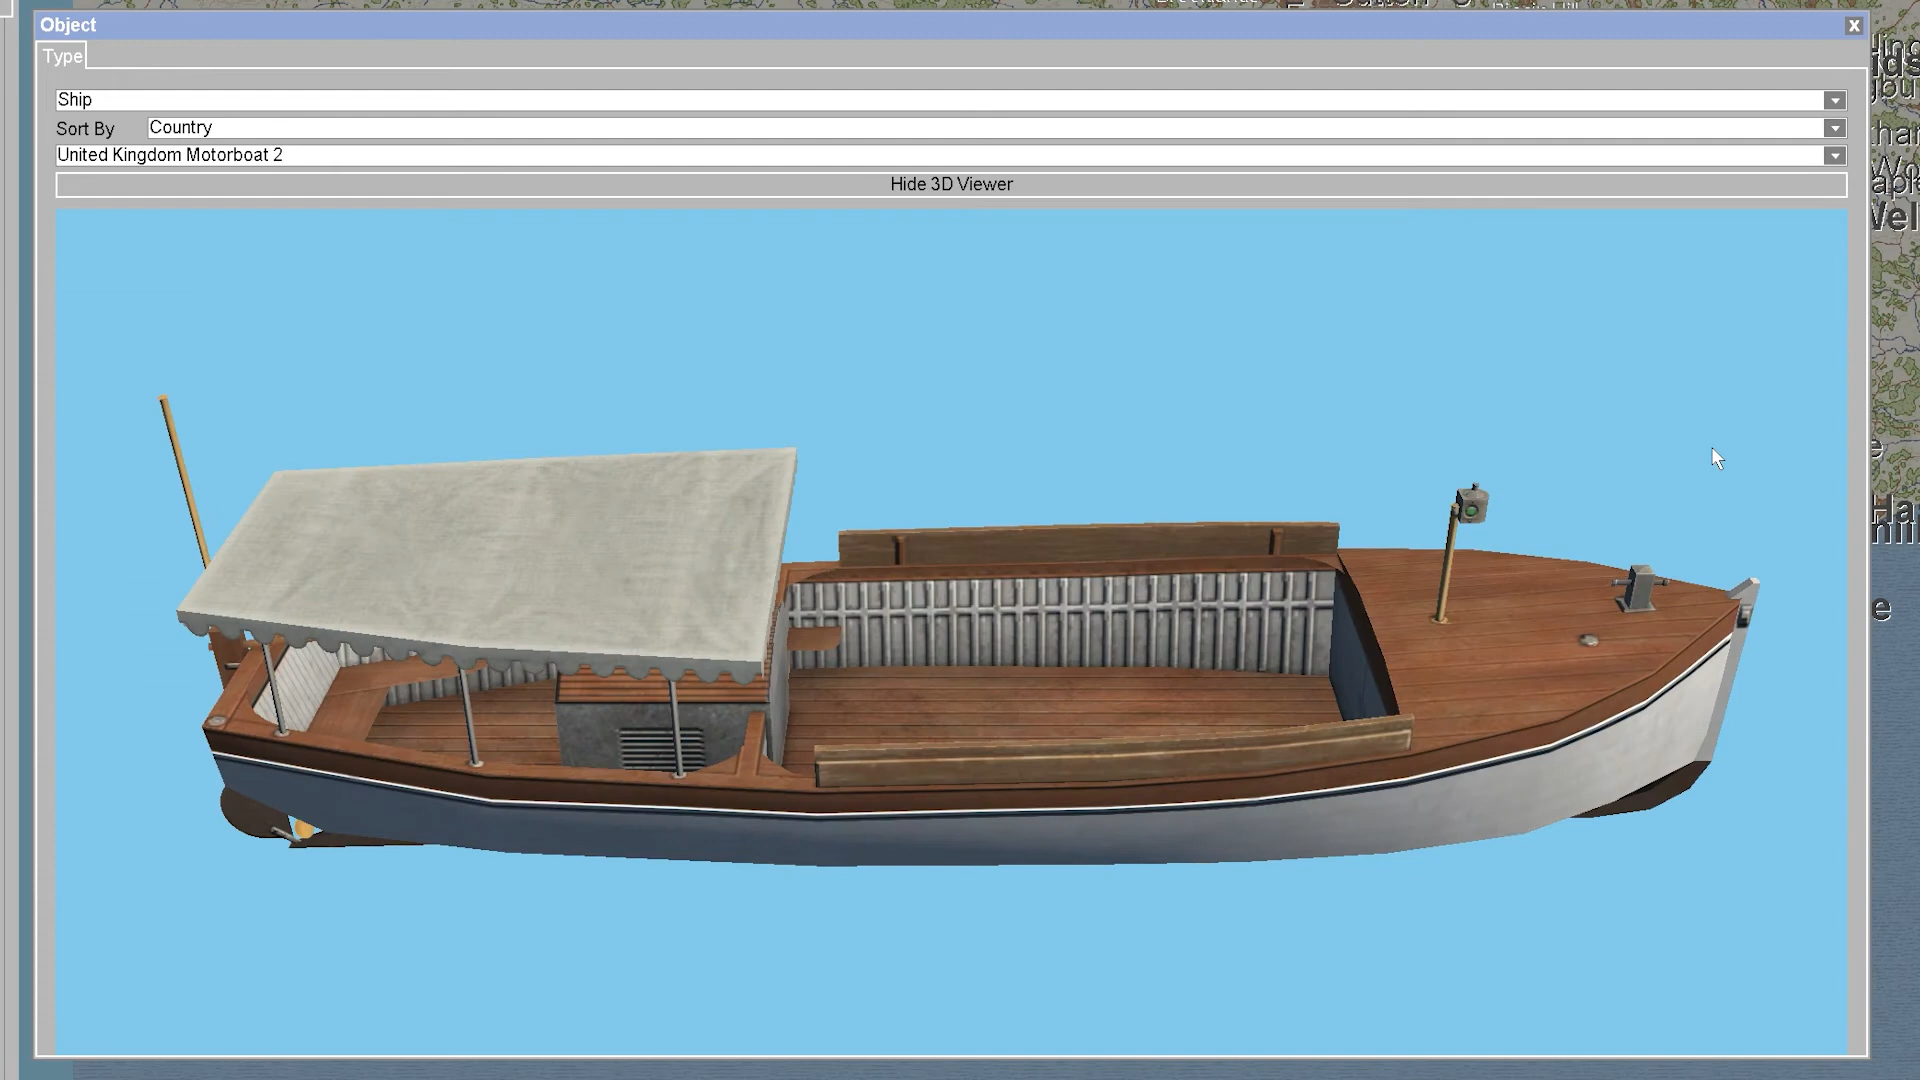 Object
X
Type
Ship
Sort By Country
United Kingdom Motorboat 2
Hide 3D Viewer